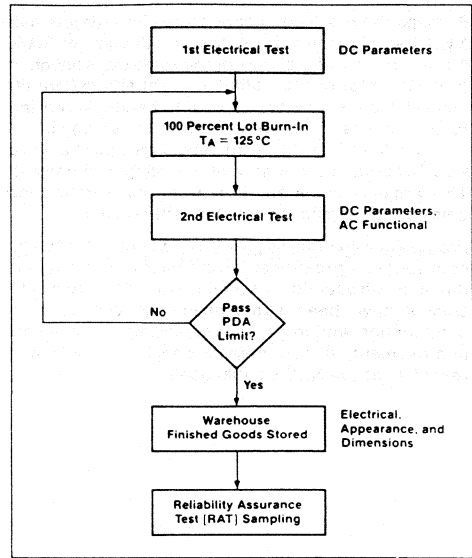 1st Electrical Test
DC Parameters
100 Percent Lot Burn-In
TA = 125°C
2nd Electrical Test
DC Parameters,
AC Functional
No
Pass
PDA
Limit?
Yes
Warehouse
Finished Goods Stored
Electrical,
Appearance, and
Dimensions
Reliability Assurance
Test [RAT] Sampling